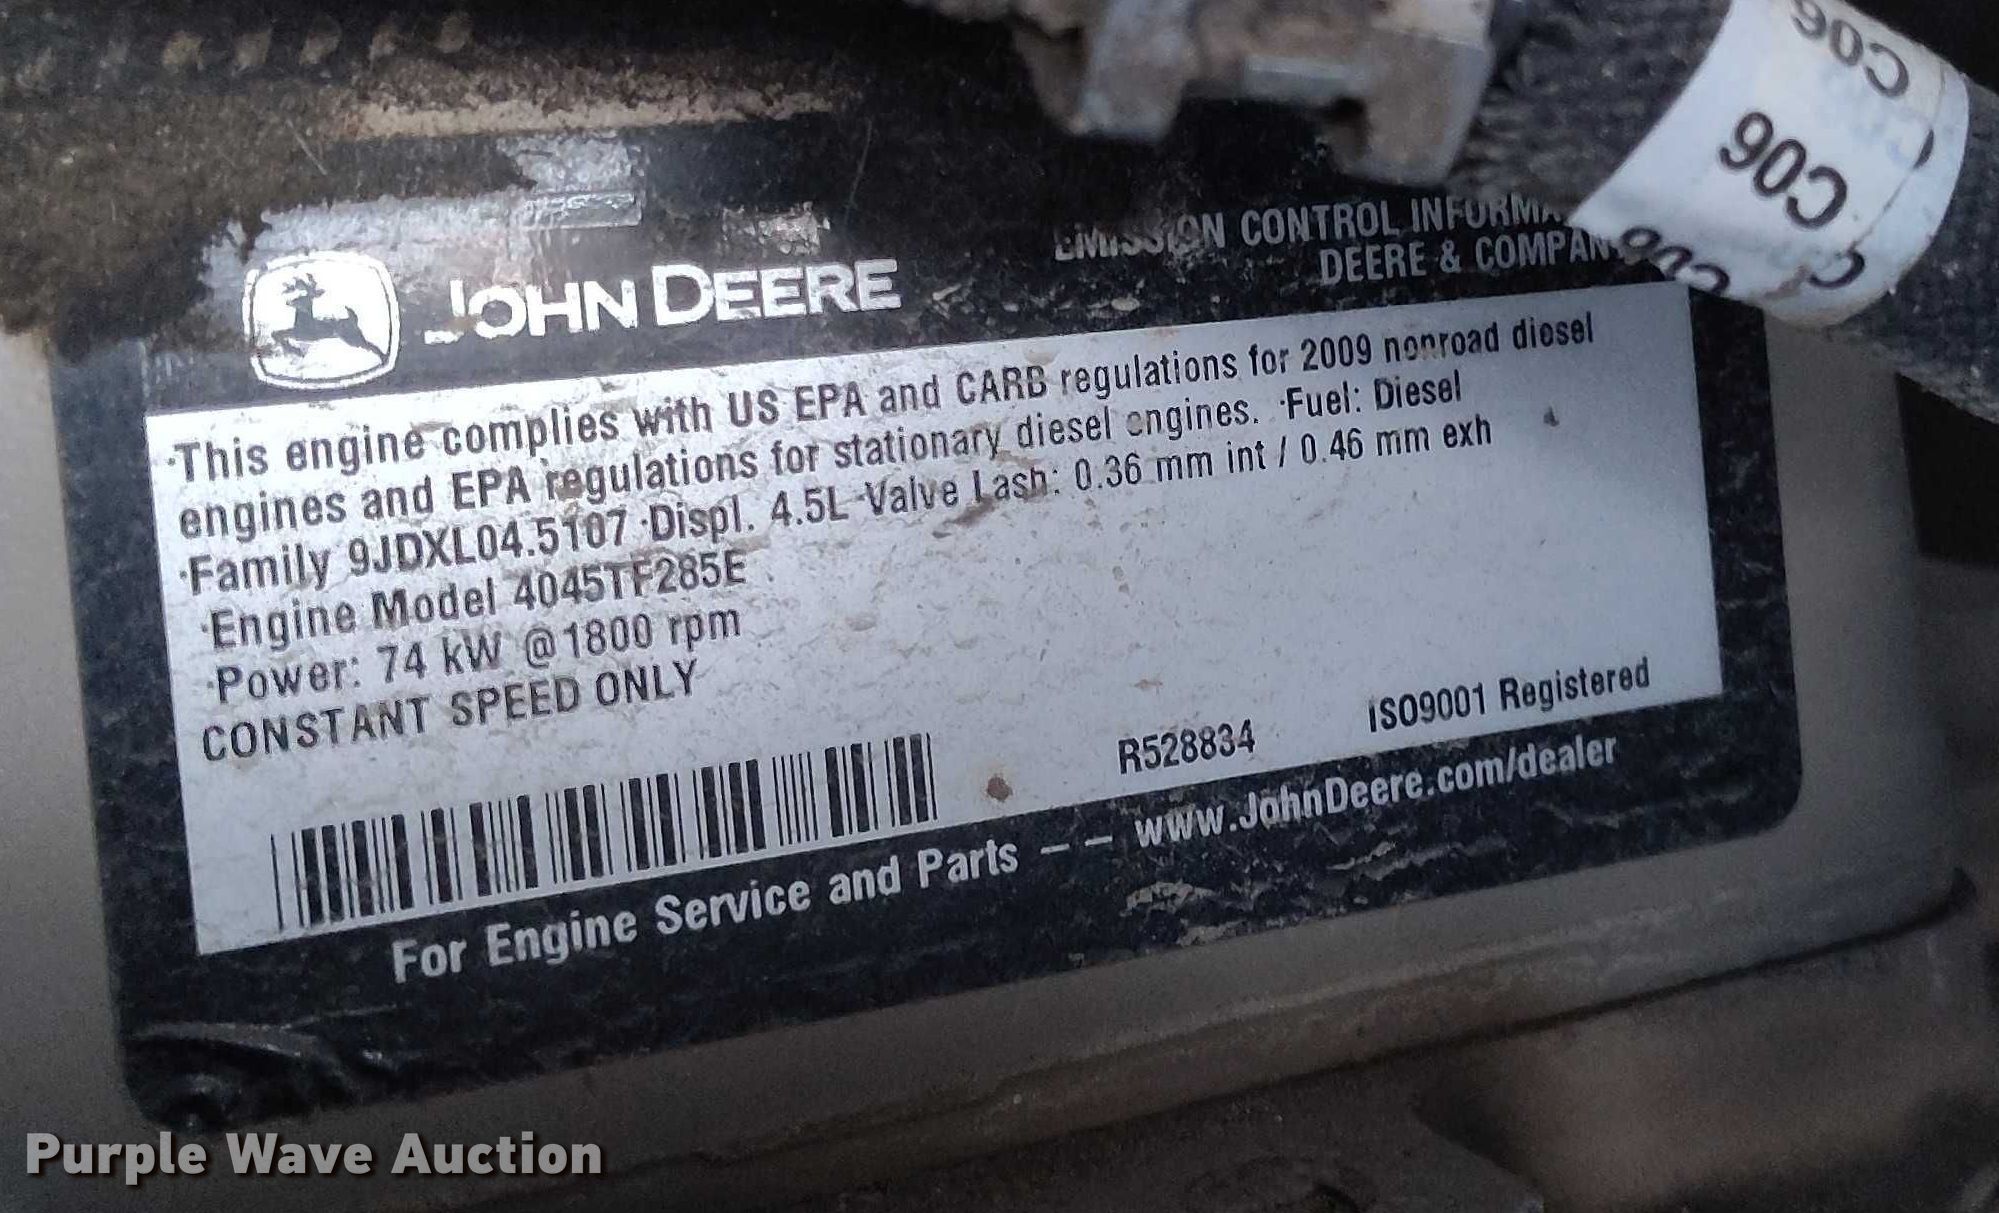 C06
C06
EMISSION CONTROL
DEERE &
JOHN DEERE
·This engine complies with US EPA and CARB regulations for 2009 nonroad diesel
engines and EPA regulations for stationary diesel engines. ·Fuel: Diesel
·Family 9JDXL04.5107 ·Displ. 4.5L ·Valve Lash: 0.36 mm int / 0.46 mm exh
·Engine Model 4045TF285E
·Power: 74 kW @1800 rpm
CONSTANT SPEED ONLY
R528834 ISO9001 Registered
For Engine Service and Parts – – www.JohnDeere.com/dealer
Purple Wave Auction